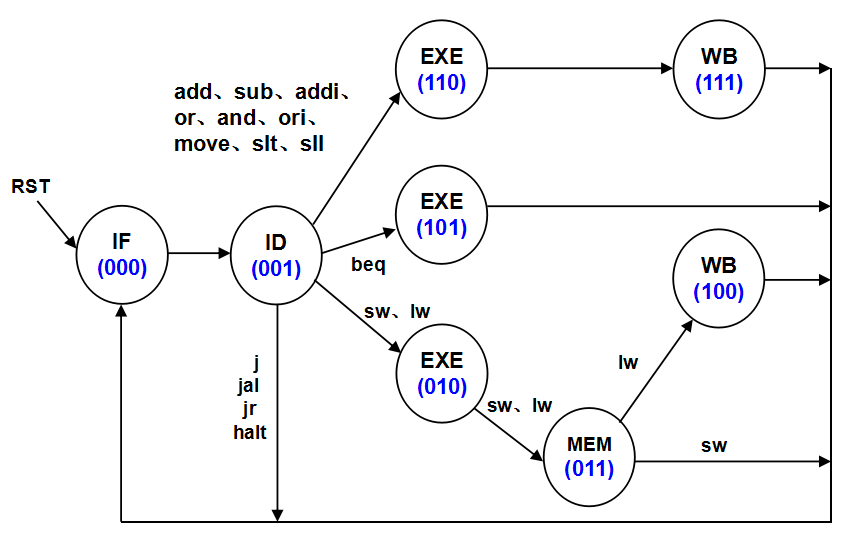 EXE
(110)
WB
(111)
add、sub、addi、
or、and、ori、
move、slt、sll
RST
IF
(000)
ID
(001)
EXE
(101)
beq
WB
(100)
sw、lw
EXE
(010)
j
jal
jr
halt
sw、lw
lw
MEM
(011)
sw